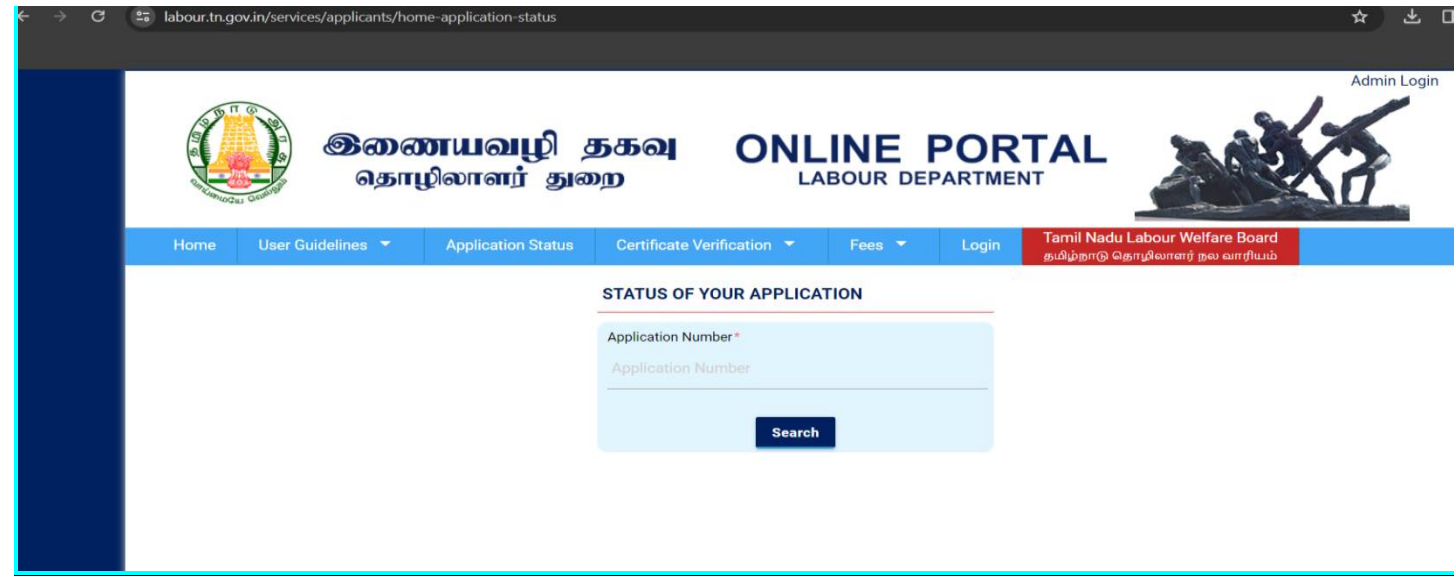 labour.tn.gov.in/services/applicants/home-application-status
Admin Login
இணையவழி தகவு
தொழிலாளர் துறை
ONLINE PORTAL
LABOUR DEPARTMENT
தமிழ்நாடு அரசு
வாய்மையே வெல்லும்
Home
User Guidelines
Application Status
Certificate Verification
Fees
Login
Tamil Nadu Labour Welfare Board
தமிழ்நாடு தொழிலாளர் நல வாரியம்
STATUS OF YOUR APPLICATION
Application Number*
Application Number
Search